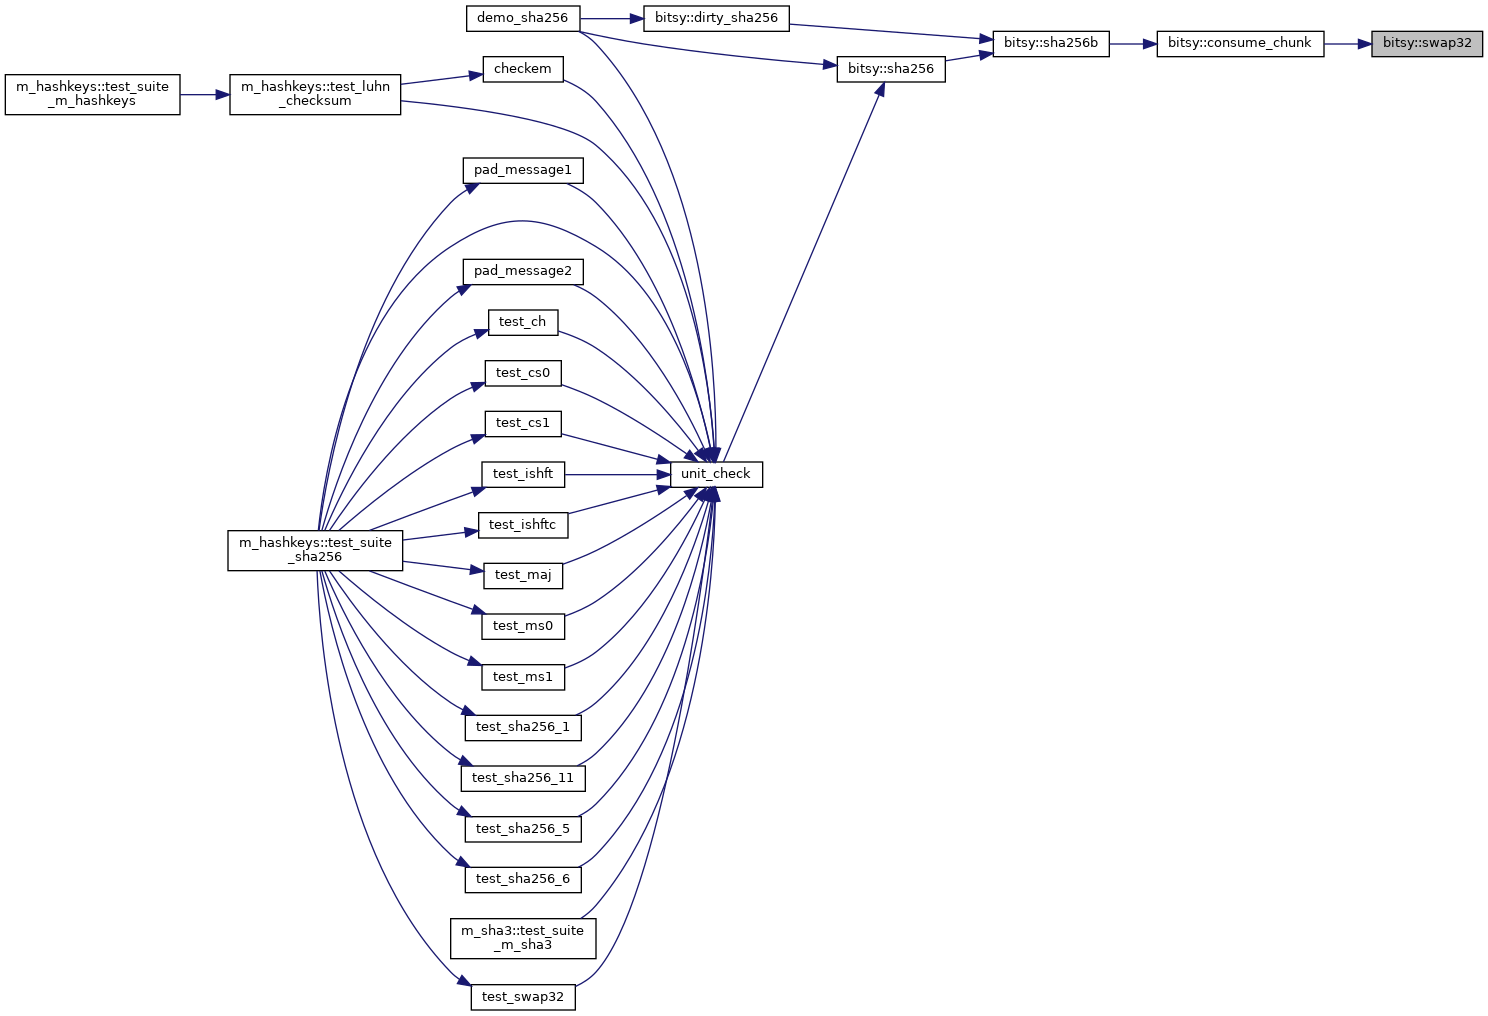 demo_sha256
bitsy::dirty_sha256
bitsy::sha256b
bitsy::consume_chunk
bitsy::swap32
bitsy::sha256
checkem
m_hashkeys::test_suite
_m_hashkeys
m_hashkeys::test_luhn
_checksum
pad_message1
pad_message2
test_ch
test_cs0
test_cs1
test_ishft
unit_check
test_ishftc
m_hashkeys::test_suite
_sha256
test_maj
test_ms0
test_ms1
test_sha256_1
test_sha256_11
test_sha256_5
test_sha256_6
m_sha3::test_suite
_m_sha3
test_swap32